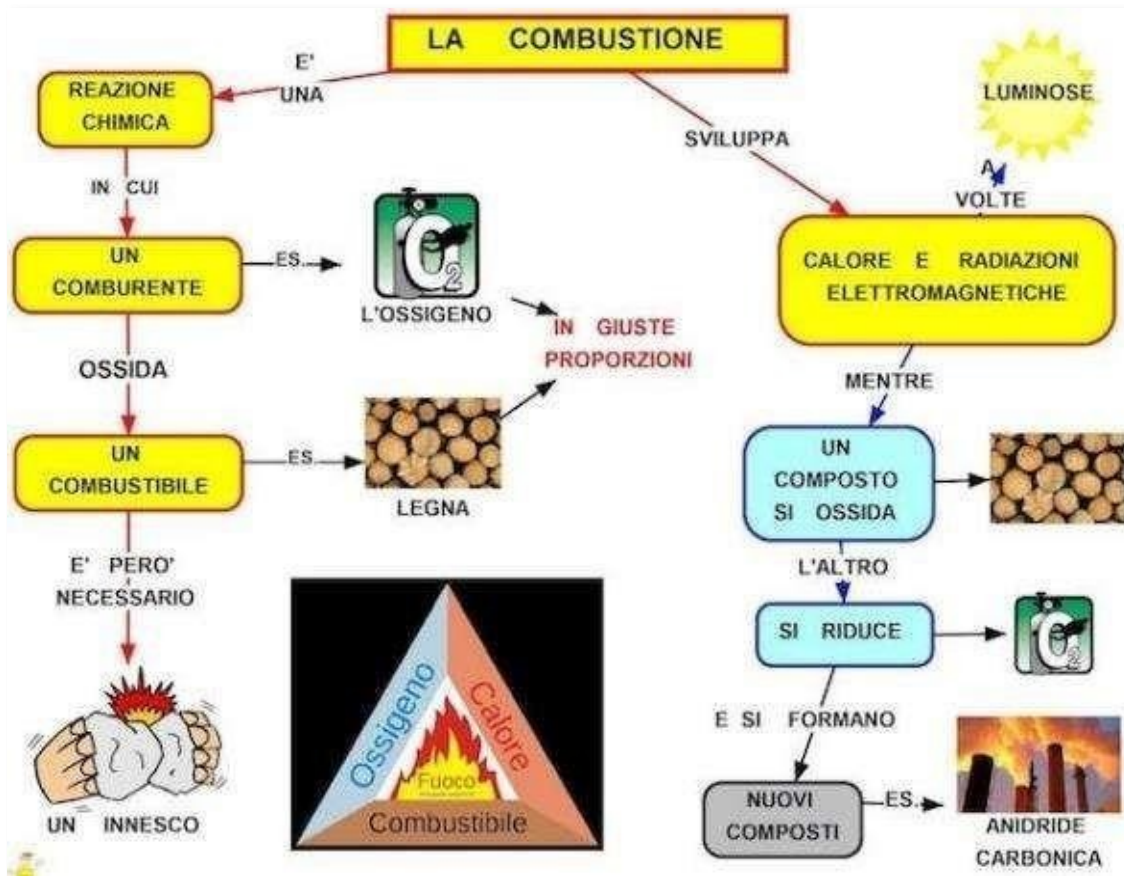 LA COMBUSTIONE
E'
UNA
REAZIONE
CHIMICA
IN CUI
UN
COMBURENTE
ES.
O2
L'OSSIGENO
IN GIUSTE
PROPORZIONI
OSSIDA
UN
COMBUSTIBILE
ES.
LEGNA
E' PERO'
NECESSARIO
UN INNESCO
Ossigeno
Calore
Fuoco
Combustibile
SVILUPPA
LUMINOSE
A
VOLTE
CALORE E RADIAZIONI
ELETTROMAGNETICHE
MENTRE
UN
COMPOSTO
SI OSSIDA
L'ALTRO
SI RIDUCE
O2
E SI FORMANO
NUOVI
COMPOSTI
ES.
ANIDRIDE
CARBONICA